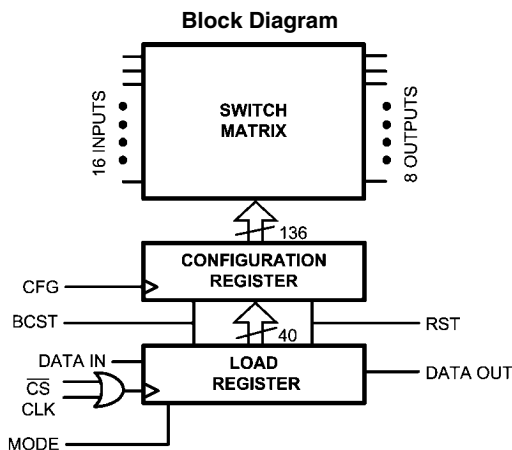 Block Diagram
16 INPUTS
SWITCH
MATRIX
8 OUTPUTS
136
CONFIGURATION
REGISTER
CFG
BCST
RST
40
DATA IN
LOAD
REGISTER
DATA OUT
C̅S̅
CLK
MODE